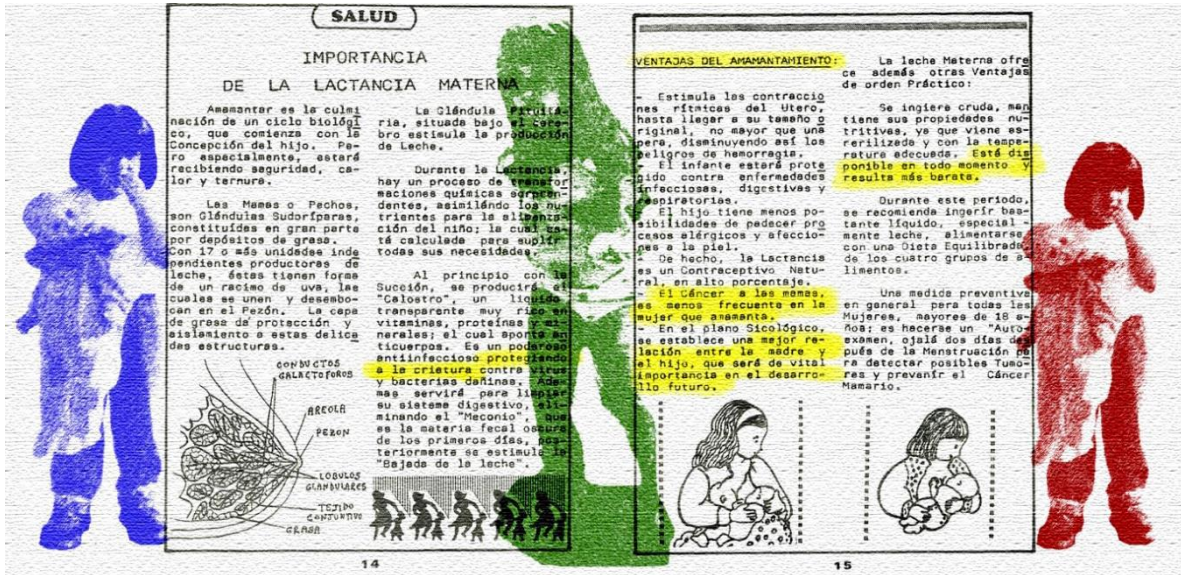 SALUD
IMPORTANCIA
DE LA LACTANCIA MATERNA
Amamantar es la culmi
nación de un ciclo biológi
co, que comienza con la
Concepción del hijo. Pe-
ro especialmente, estará
recibiendo seguridad, ca-
lor y ternura.
Las Mamas o Pechos,
son Glándulas Sudoríparas,
constituídas en gran parte
por depósitos de grasa.
Con 17 o más unidades inde
pendientes productoras de
leche, éstas tienen forma
de un racimo de uva, las
cuales se unen y desembo-
can en el Pezón. La capa
de grasa da protección y
aislamiento a estas delica
das estructuras.
CONDUCTOS
GALACTOFOROS
AREOLA
PEZON
LOBULOS
GLANDULARES
TEJIDO
CONJUNTIVO
GRASA
La Glándula Pituita-
ria, situada bajo el Cere-
bro estimula la producción
de Leche.
Durante la Lactancia,
hay un proceso de transfor
maciones químicas sorpren-
dentes, asimilándo los nu-
trientes para la alimenta-
ción del niño; la cual es-
tá calculada para suplir
todas sus necesidades.
Al principio con la
Succión, se producirá el
"Calostro", un líquido
transparente muy rico en
vitaminas, proteínas y mi-
nerales; el cual aporta an
ticuerpos. Es un poderoso
antiinfeccioso protegiendo
a la criatura contra virus
y bacterias dañinas. Ade-
mas servirá para limpiar
su sistema digestivo, eli-
minando el "Meconio", que
es la materia fecal oscura
de los primeros días, pos-
teriormente se estimula la
"Bajada de la leche".
14
VENTAJAS DEL AMAMANTAMIENTO:
- Estimula las contraccio
nes rítmicas del Utero,
hasta llegar a su tamaño o
riginal, no mayor que una
pera, disminuyendo así los
peligros de hemorragia.
- El infante estará prote
gido contra enfermedades
infecciosas, digestivas y
respiratorias.
- El hijo tiene menos po-
sibilidades de padecer pro
cesos alérgicos y afeccio-
nes a la piel.
- De hecho, la Lactancia
es un Contraceptivo Natu-
ral, en alto porcentaje.
- El Cáncer a las mamas,
es menos frecuente en la
mujer que amamanta.
- En el plano Sicológico,
se establece una mejor re-
lación entre la madre y
el hijo, que será de vital
importancia en el desarro-
llo futuro.
La leche Materna ofre
ce además otras Ventajas
de orden Práctico:
Se ingiere cruda, man
tiene sus propiedades nu-
tritivas, ya que viene es-
rerilizada y con la tempe-
ratura adecuada. Está dis
ponible en todo momento y
resulta más barata.
Durante este período,
se recomienda ingerir bas-
tante líquido, especial -
mente leche, alimentarse
con una Dieta Equilibrada,
de los cuatro grupos de a-
limentos.
Una medida preventiva
en general para todas las
Mujeres, mayores de 18 a-
ños; es hacerse un "Auto-
examen, ojalá dos días des
pués de la Menstruación pa
ra detectar posibles Tumo-
res y prevenir el Cáncer
Mamario.
15